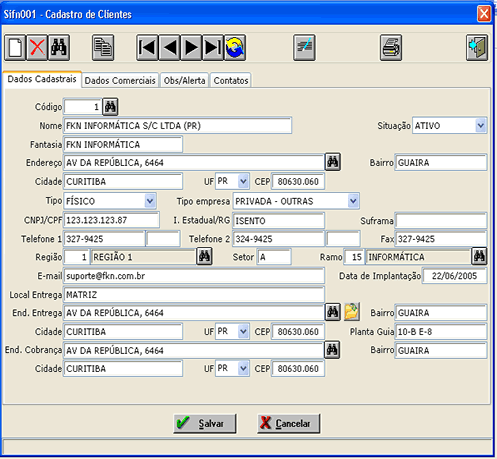 Sifn001 - Cadastro de Clientes
Dados Cadastrais Dados Comerciais Obs/Alerta Contatos
Código 1
Nome FKN INFORMÁTICA S/C LTDA (PR) Situação ATIVO
Fantasia FKN INFORMÁTICA
Endereço AV DA REPÚBLICA, 6464 Bairro GUAIRA
Cidade CURITIBA UF PR CEP 80630.060
Tipo FÍSICO Tipo empresa PRIVADA - OUTRAS
CNPJ/CPF 123.123.123.87 I. Estadual/RG ISENTO Suframa
Telefone 1 327-9425 Telefone 2 324-9425 Fax 327-9425
Região 1 REGIÃO 1 Setor A Ramo 15 INFORMÁTICA
E-mail suporte@fkn.com.br Data de Implantação 22/06/2005
Local Entrega MATRIZ
End. Entrega AV DA REPÚBLICA, 6464 Bairro GUAIRA
Cidade CURITIBA UF PR CEP 80630.060 Planta Guia 10-B E-8
End. Cobrança AV DA REPÚBLICA, 6464 Bairro GUAIRA
Cidade CURITIBA UF PR CEP 80630.060
Salvar Cancelar